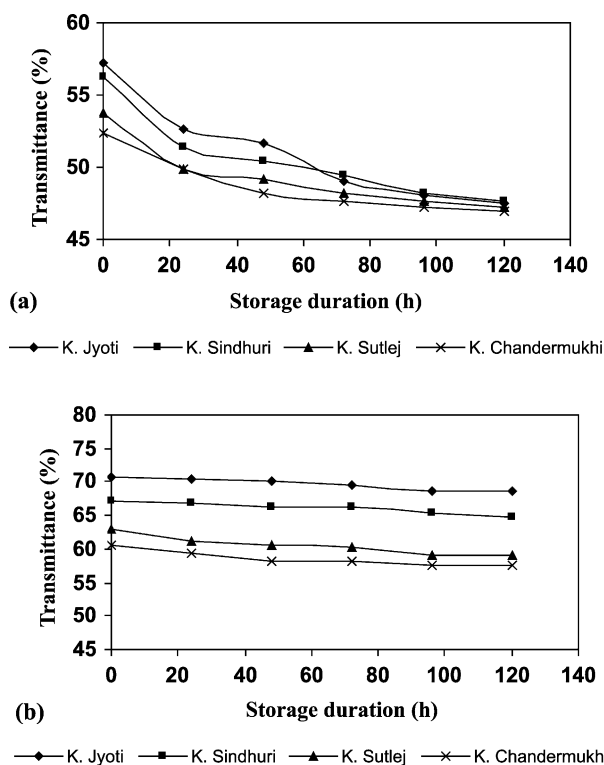 60
55
50
45
Transmittance (%)
0 20 40 60 80 100 120 140
(a)
Storage duration (h)
K. Jyoti K. Sindhuri K. Sutlej K. Chandermukhi
80
75
70
65
60
55
50
45
Transmittance (%)
0 20 40 60 80 100 120 140
(b)
Storage duration (h)
K. Jyoti K. Sindhuri K. Sutlej K. Chandermukh